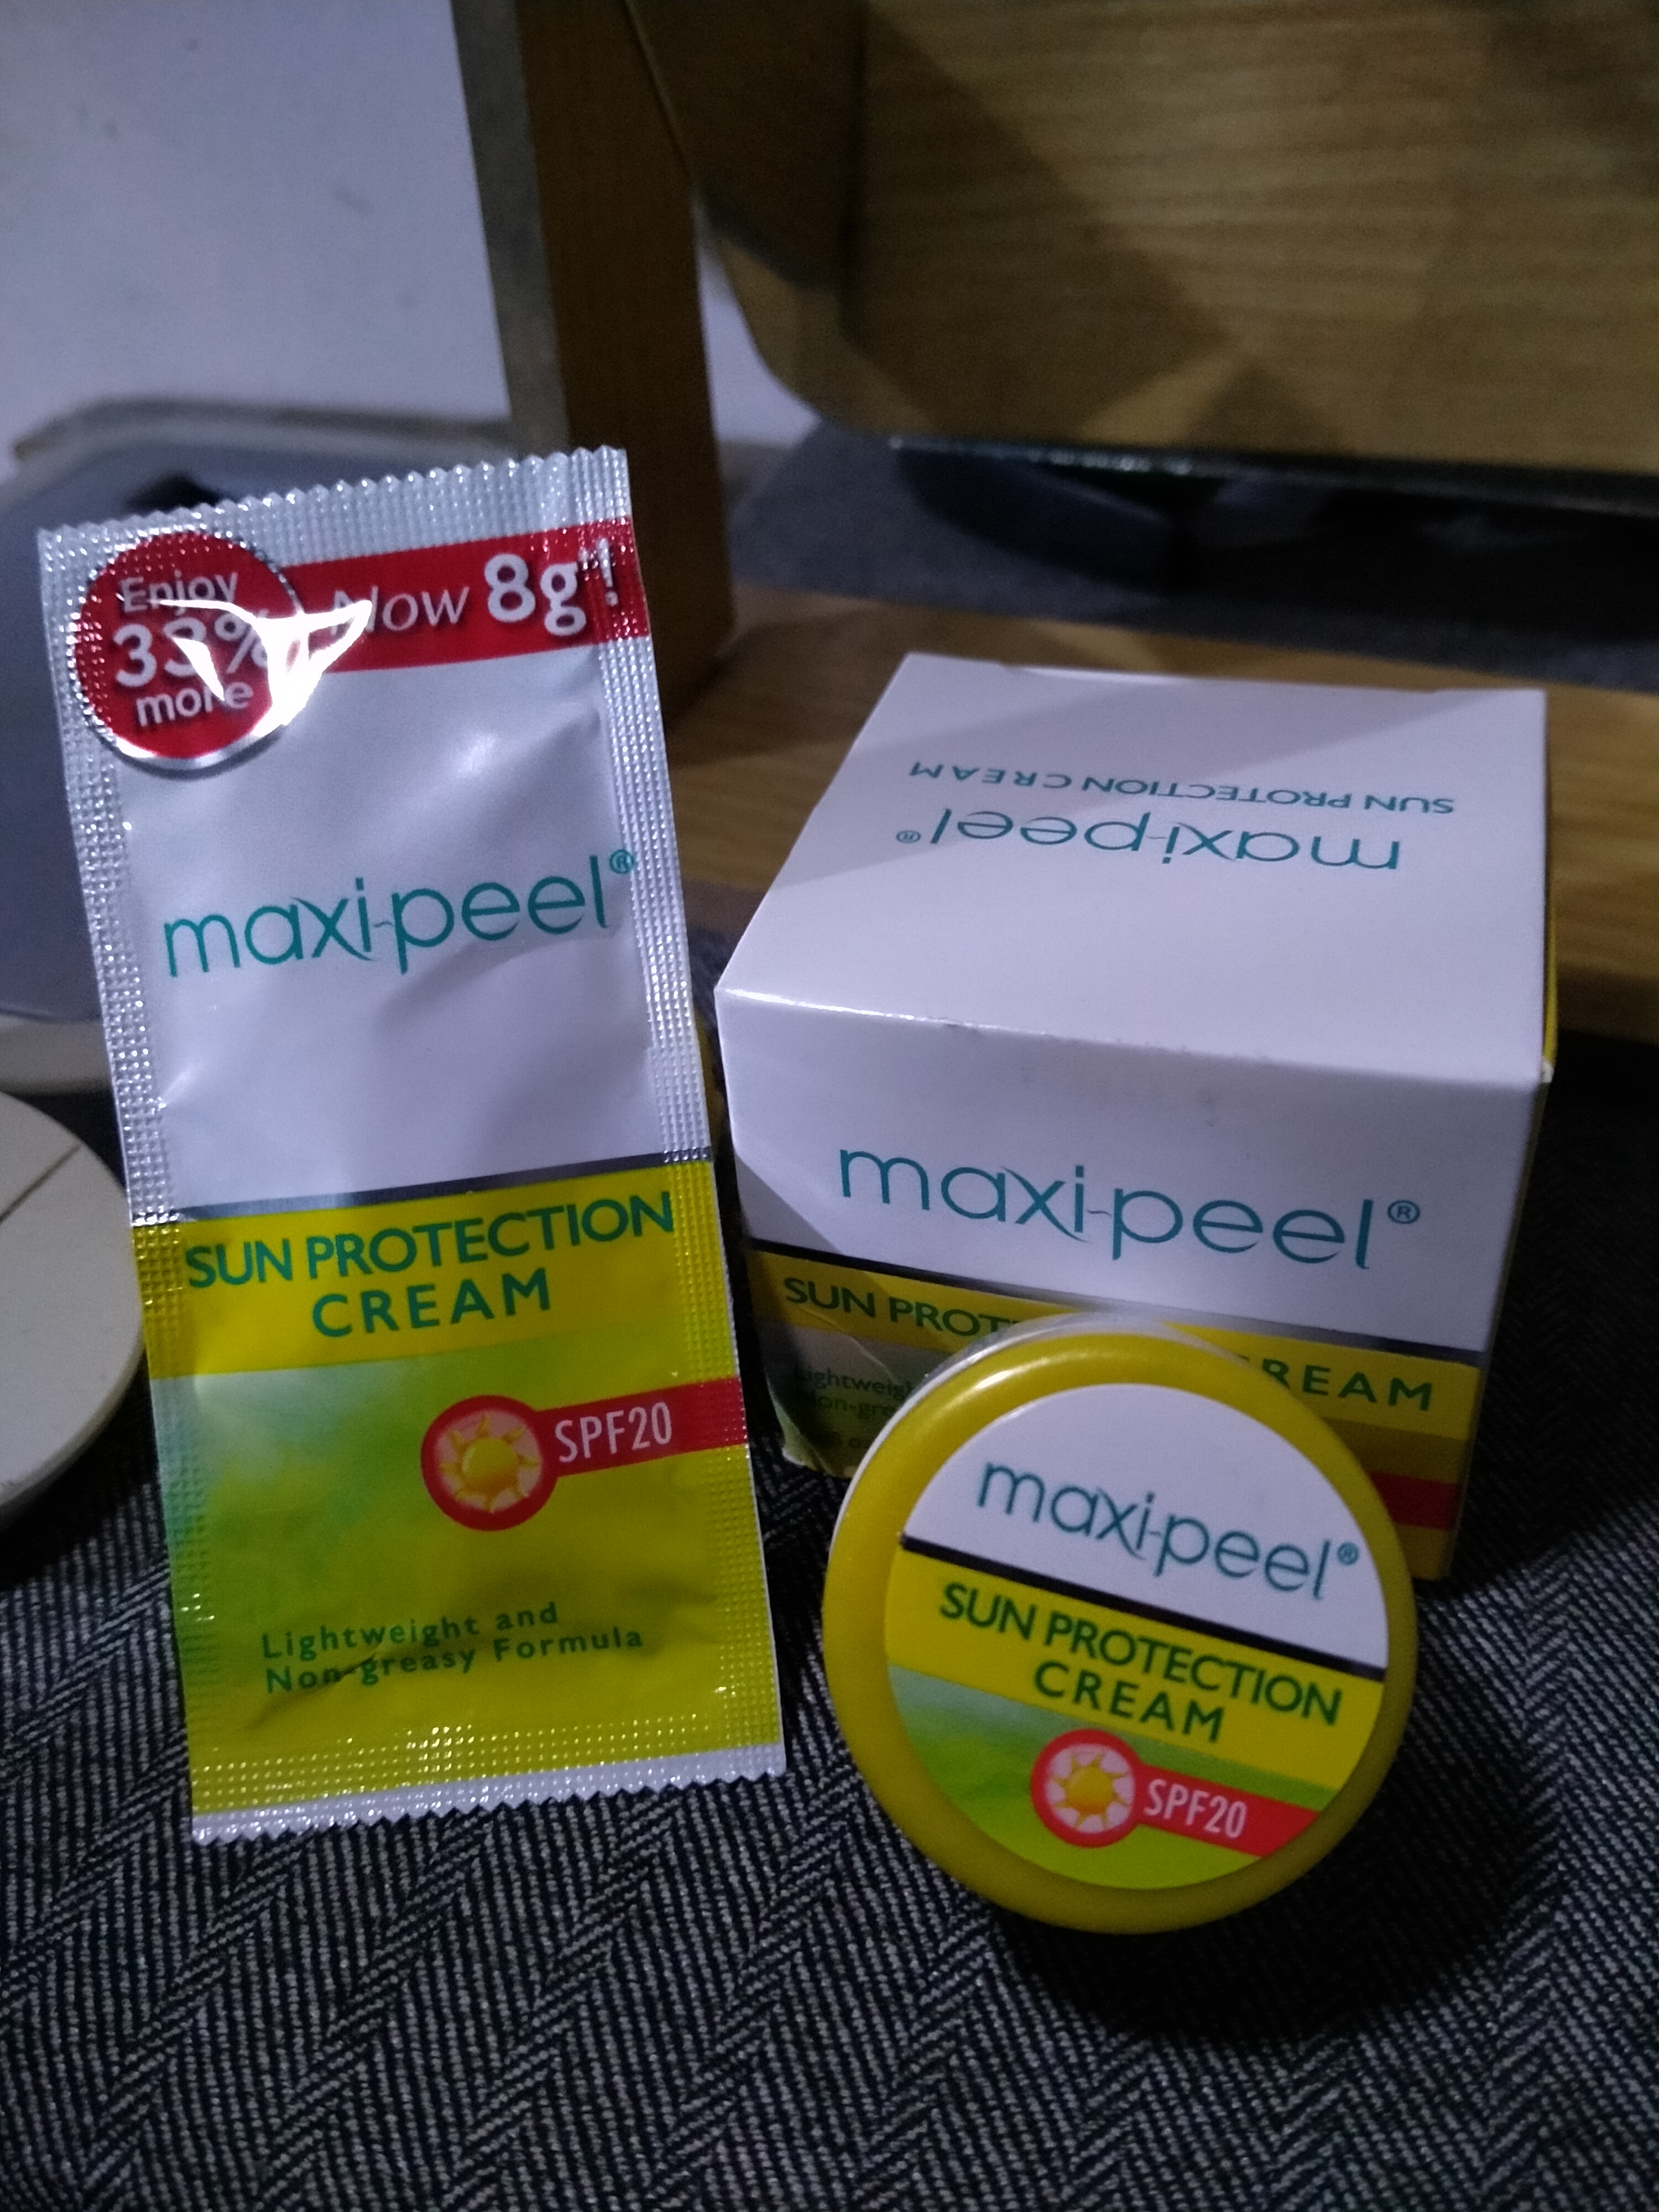 Enjoy
33%
more
Now 8g*!
maxi-peel®
SUN PROTECTION
CREAM
SPF20
Lightweight and
Non-greasy Formula
maxi-peel®
SUN PROTECTION CREAM
maxi-peel®
SUN PROT
REAM
maxi-peel®
SUN PROTECTION
CREAM
SPF20